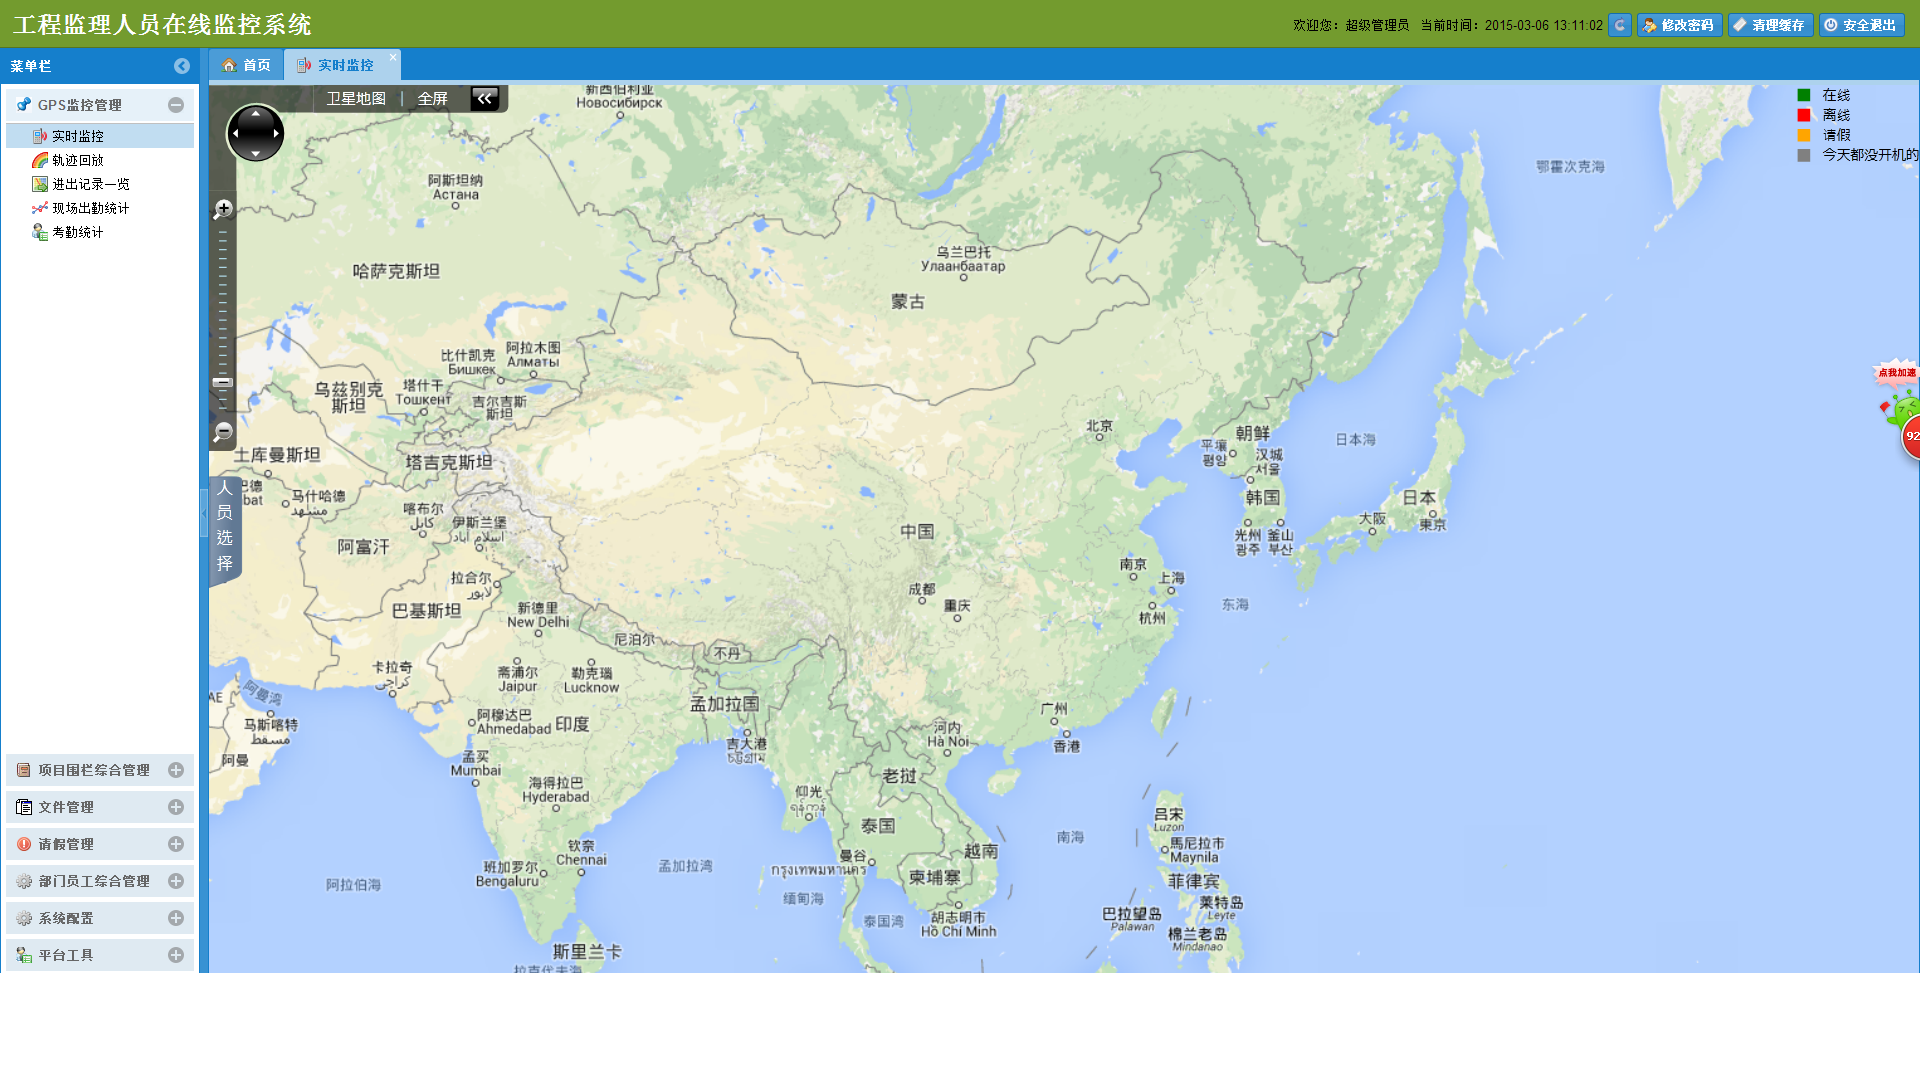 工程监理人员在线监控系统
欢迎您：超级管理员 当前时间：2015-03-06 13:11:02
修改密码
清理缓存
安全退出
菜单栏
首页
实时监控
GPS监控管理
实时监控
轨迹回放
进出记录一览
现场出勤统计
考勤统计
项目围栏综合管理
文件管理
请假管理
部门员工综合管理
系统配置
平台工具
卫星地图 | 全屏
人员选择
在线
离线
请假
今天都没开机的
点我加速
92
新西伯利亚
Новосибирск
鄂霍次克海
阿斯坦纳
Астана
乌兰巴托
Улаанбаатар
哈萨克斯坦
蒙古
比什凯克
Бишкек
阿拉木图
Алматы
乌兹别克斯坦
塔什干
Тошкент
吉尔吉斯斯坦
北京
朝鲜
平壤
평양
汉城
서울
日本海
土库曼斯坦
塔吉克斯坦
马什哈德
مشهد
bat
喀布尔
کابل
伊斯兰堡
اسلام آباد
韩国
日本
大阪
東京
光州
광주
釜山
부산
中国
阿富汗
拉合尔
لاہور
南京
上海
成都
重庆
杭州
东海
巴基斯坦
新德里
New Delhi
尼泊尔
不丹
卡拉奇
كراچى
斋浦尔
Jaipur
勒克瑙
Lucknow
AE
阿曼湾
马斯喀特
مسقط
阿曼
孟加拉国
阿穆达巴
Ahmedabad
印度
吉大港
广州
香港
河内
Hà Nội
孟买
Mumbai
老挝
海得拉巴
Hyderabad
仰光
ရန်ကုန်
泰国
吕宋
Luzon
南海
越南
馬尼拉市
Maynila
钦奈
Chennai
班加罗尔
Bengaluru
孟加拉湾
曼谷
กรุงเทพมหานคร
柬埔寨
菲律宾
阿拉伯海
缅甸海
泰国湾
胡志明市
Hồ Chí Minh
莱特岛
Leyte
巴拉望岛
Palawan
棉兰老岛
Mindanao
斯里兰卡
拉克代夫海